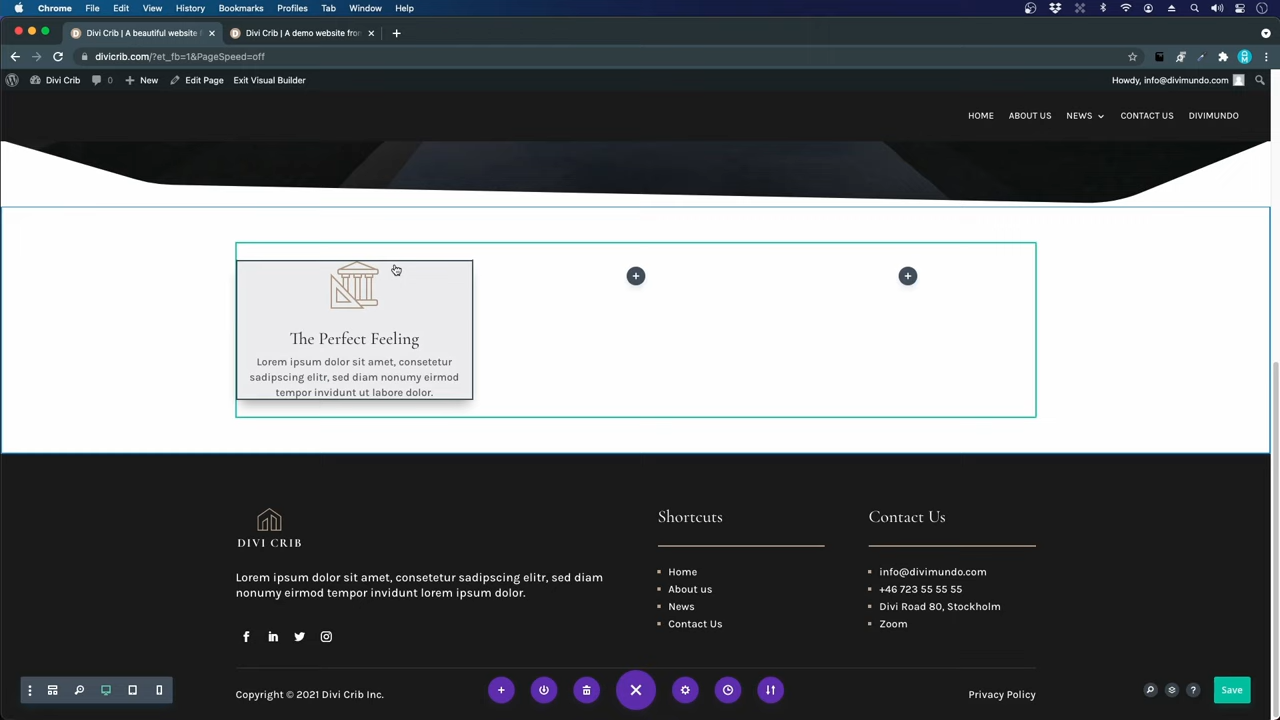 Chrome File Edit View History Bookmarks Profiles Tab Window Help
Divi Crib | A beautiful website f
Divi Crib | A demo website from
divicrib.com/?et_fb=1&PageSpeed=off
Divi Crib 0 New Edit Page Exit Visual Builder
Howdy, info@divimundo.com
HOME ABOUT US NEWS CONTACT US DIVIMUNDO
The Perfect Feeling
Lorem ipsum dolor sit amet, consetetur
sadipscing elitr, sed diam nonumy eirmod
tempor invidunt ut labore dolor.
DIVI CRIB
Lorem ipsum dolor sit amet, consetetur sadipscing elitr, sed diam
nonumy eirmod tempor invidunt lorem ipsum dolor.
Shortcuts
Home
About us
News
Contact Us
Contact Us
info@divimundo.com
+46 723 55 55 55
Divi Road 80, Stockholm
Zoom
Copyright © 2021 Divi Crib Inc.
Privacy Policy
Save